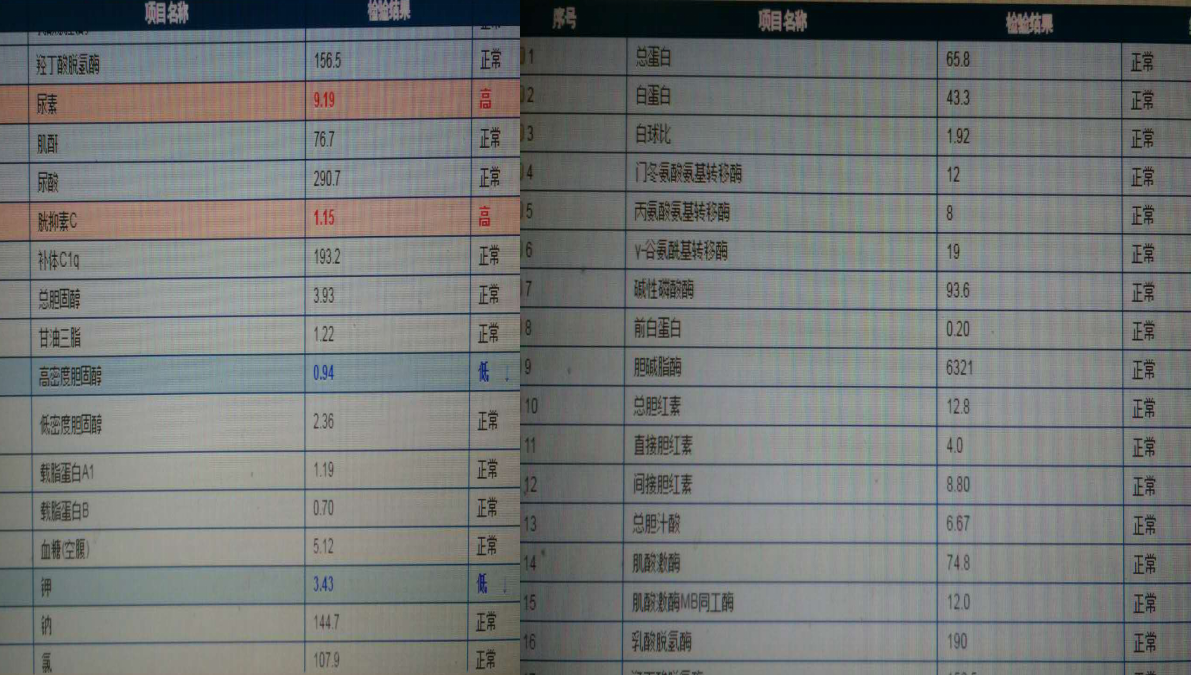 项目名称 检验结果
羟丁酸脱氢酶 156.5 正常
尿素 9.19 高
肌酐 76.7 正常
尿酸 290.7 正常
胱抑素C 1.15 高
补体C1q 193.2 正常
总胆固醇 3.93 正常
甘油三脂 1.22 正常
高密度胆固醇 0.94 低 ↓
低密度胆固醇 2.36 正常
载脂蛋白A1 1.19 正常
载脂蛋白B 0.70 正常
血糖(空腹) 5.12 正常
钾 3.43 低 ↓
钠 144.7 正常
氯 107.9 正常
序号 项目名称 检验结果
01 总蛋白 65.8 正常
02 白蛋白 43.3 正常
03 白球比 1.92 正常
04 门冬氨酸氨基转移酶 12 正常
05 丙氨酸氨基转移酶 8 正常
06 γ-谷氨酰基转移酶 19 正常
07 碱性磷酸酶 93.6 正常
08 前白蛋白 0.20 正常
09 胆碱脂酶 6321 正常
10 总胆红素 12.8 正常
11 直接胆红素 4.0 正常
12 间接胆红素 8.80 正常
13 总胆汁酸 6.67 正常
14 肌酸激酶 74.8 正常
15 肌酸激酶MB同工酶 12.0 正常
16 乳酸脱氢酶 190 正常